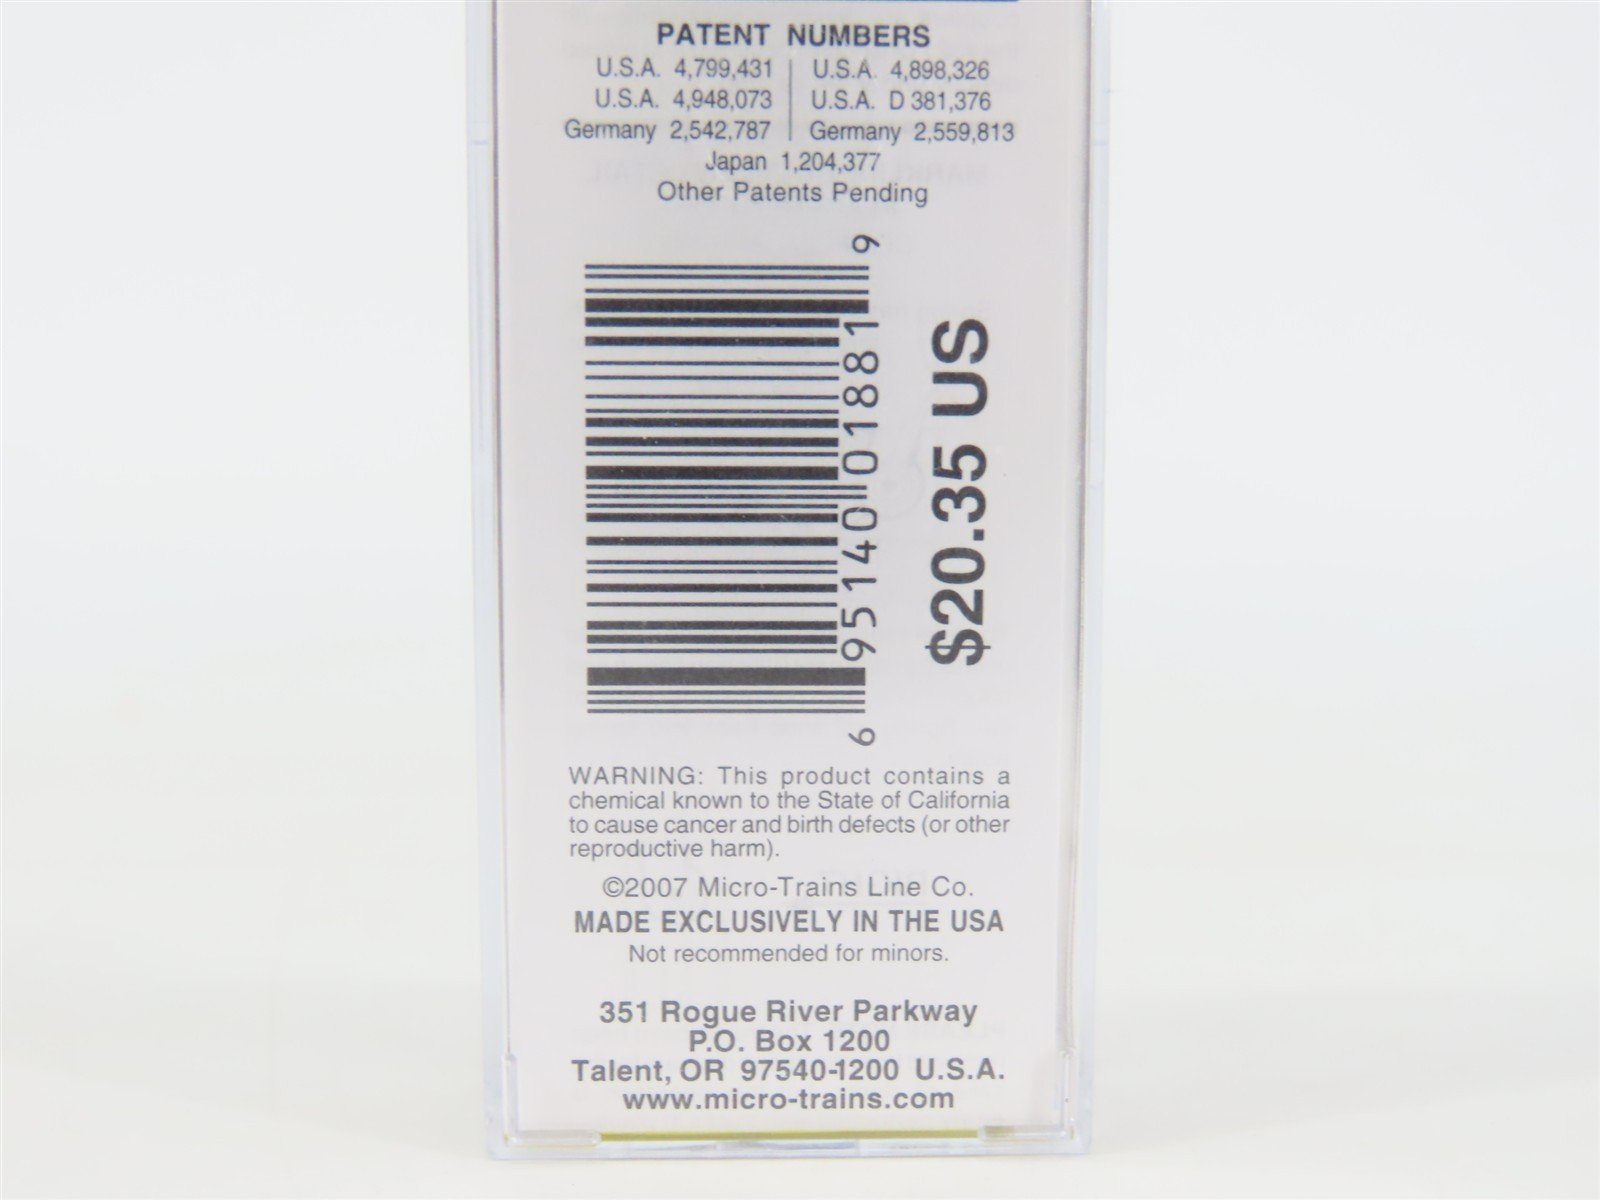 PATENT NUMBERS
U.S.A. 4,799,431 | U.S.A. 4,898,326
U.S.A. 4,948,073 | U.S.A. D 381,376
Germany 2,542,787 | Germany 2,559,813
Japan 1,204,377
Other Patents Pending
6 95140 01881 9
$20.35 US
WARNING: This product contains a
chemical known to the State of California
to cause cancer and birth defects (or other
reproductive harm).
©2007 Micro-Trains Line Co.
MADE EXCLUSIVELY IN THE USA
Not recommended for minors.
351 Rogue River Parkway
P.O. Box 1200
Talent, OR 97540-1200 U.S.A.
www.micro-trains.com